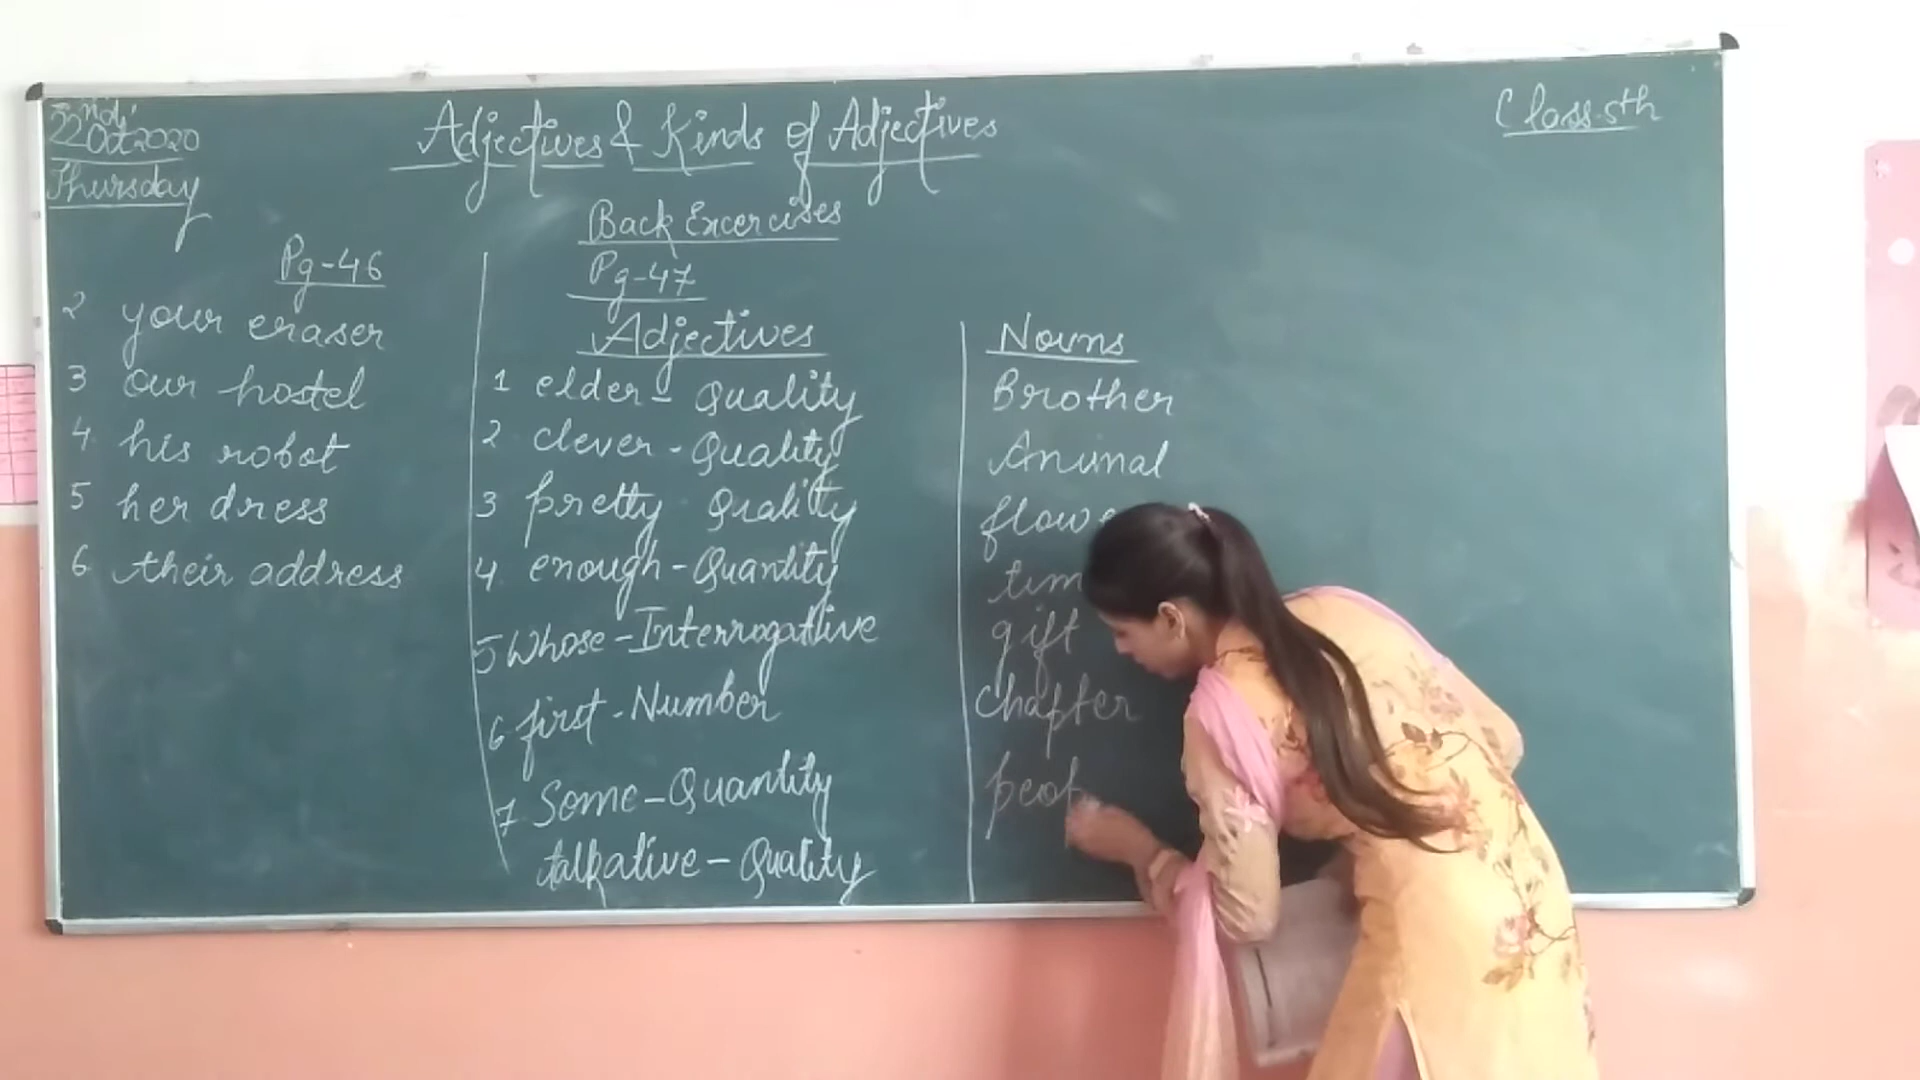 22nd Oct 2020
Thursday
Adjectives & Kinds of Adjectives
Class-5th
Back Excercises
Pg-46
2 your eraser
3 our hostel
4. his robot
5 her dress
6. their address
Pg-47
Adjectives
1 elder - Quality
2 clever - Quality
3 pretty Quality
4. enough - Quantity
5 Whose - Interrogative
6 first - Number
7. Some - Quantity
talkative - Quality
Nouns
Brother
Animal
flowe
tim
gift
Chapter
peop